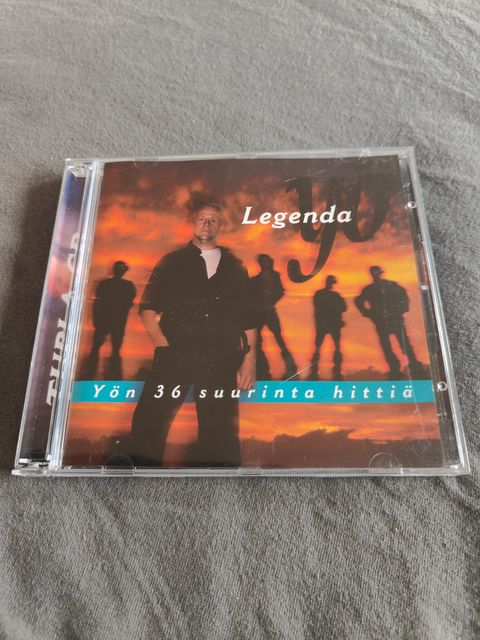 Yö
Legenda
Yön 36 suurinta hittiä
TUPLA-CD